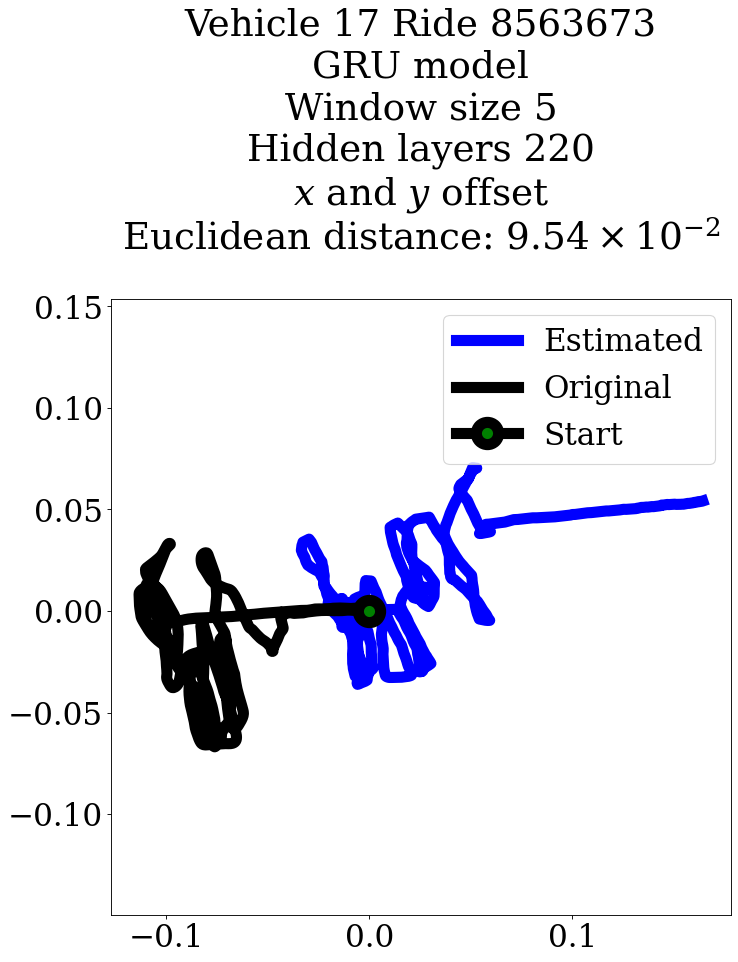 Vehicle 17 Ride 8563673
GRU model
Window size 5
Hidden layers 220
x and y offset
Euclidean distance: 9.54 × 10⁻²
Estimated
Original
Start
0.15
0.10
0.05
0.00
−0.05
−0.10
−0.1
0.0
0.1